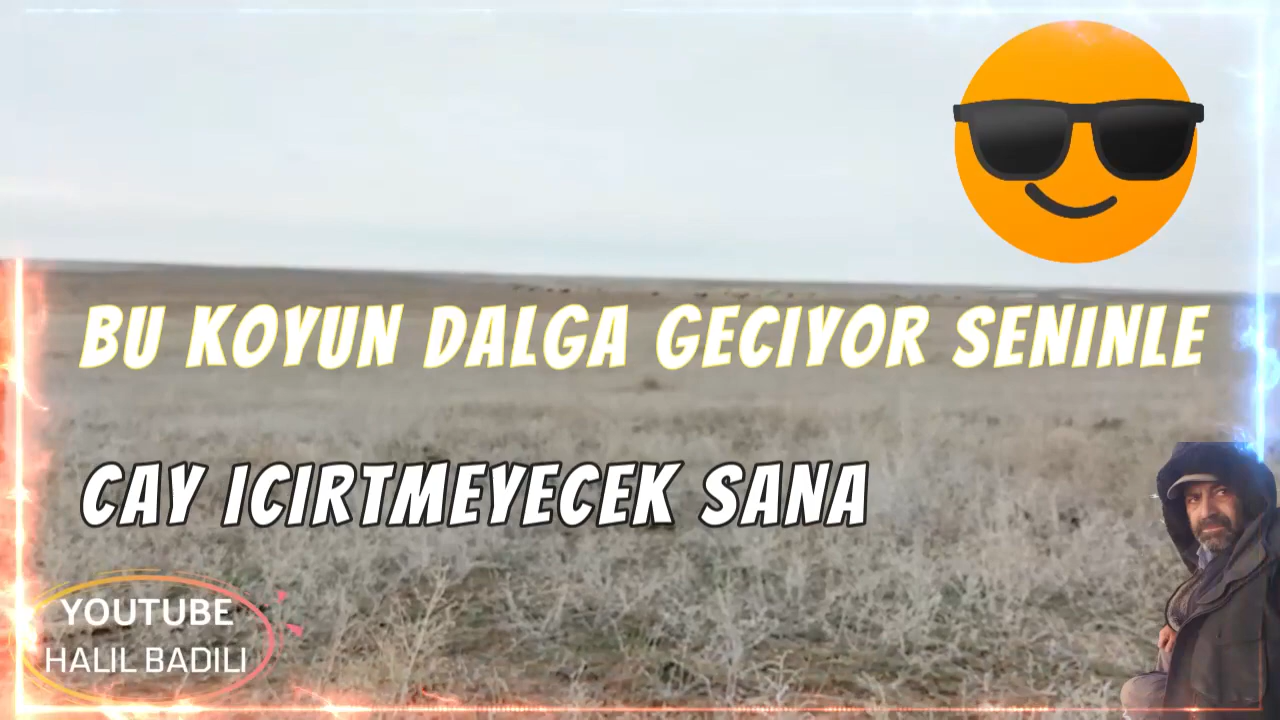 BU KOYUN DALGA GECIYOR SENINLE
CAY ICIRTMEYECEK SANA
YOUTUBE
HALIL BADILI